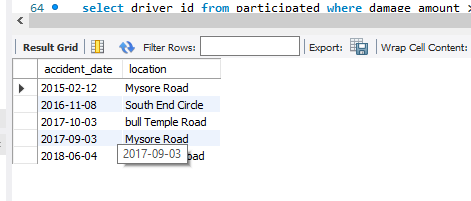 64 select driver_id from participated where damage_amount >
Result Grid Filter Rows: Export: Wrap Cell Content:
accident_date location
2015-02-12 Mysore Road
2016-11-08 South End Circle
2017-10-03 bull Temple Road
2017-09-03 Mysore Road
2017-09-03
2018-06-04 oad